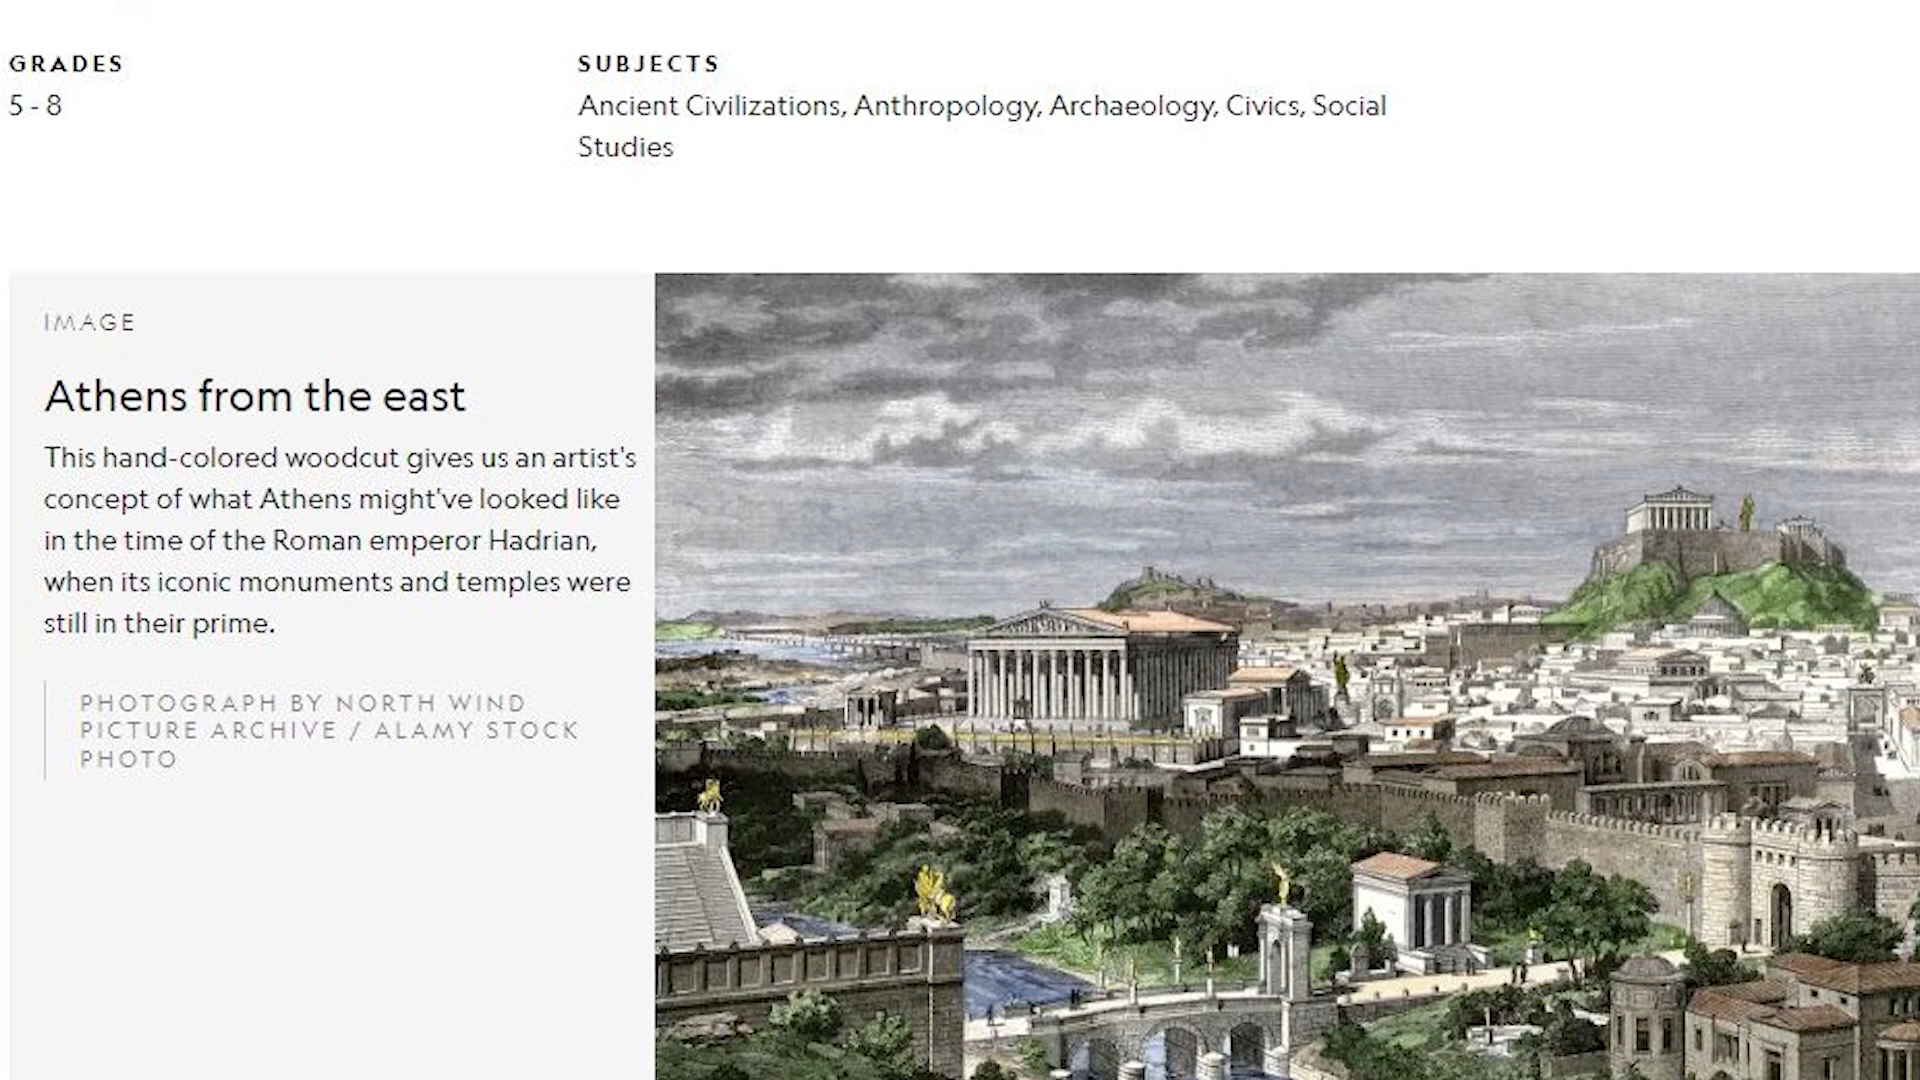 GRADES
5 - 8
SUBJECTS
Ancient Civilizations, Anthropology, Archaeology, Civics, Social
Studies
IMAGE
Athens from the east
This hand-colored woodcut gives us an artist's
concept of what Athens might've looked like
in the time of the Roman emperor Hadrian,
when its iconic monuments and temples were
still in their prime.
PHOTOGRAPH BY NORTH WIND
PICTURE ARCHIVE / ALAMY STOCK
PHOTO